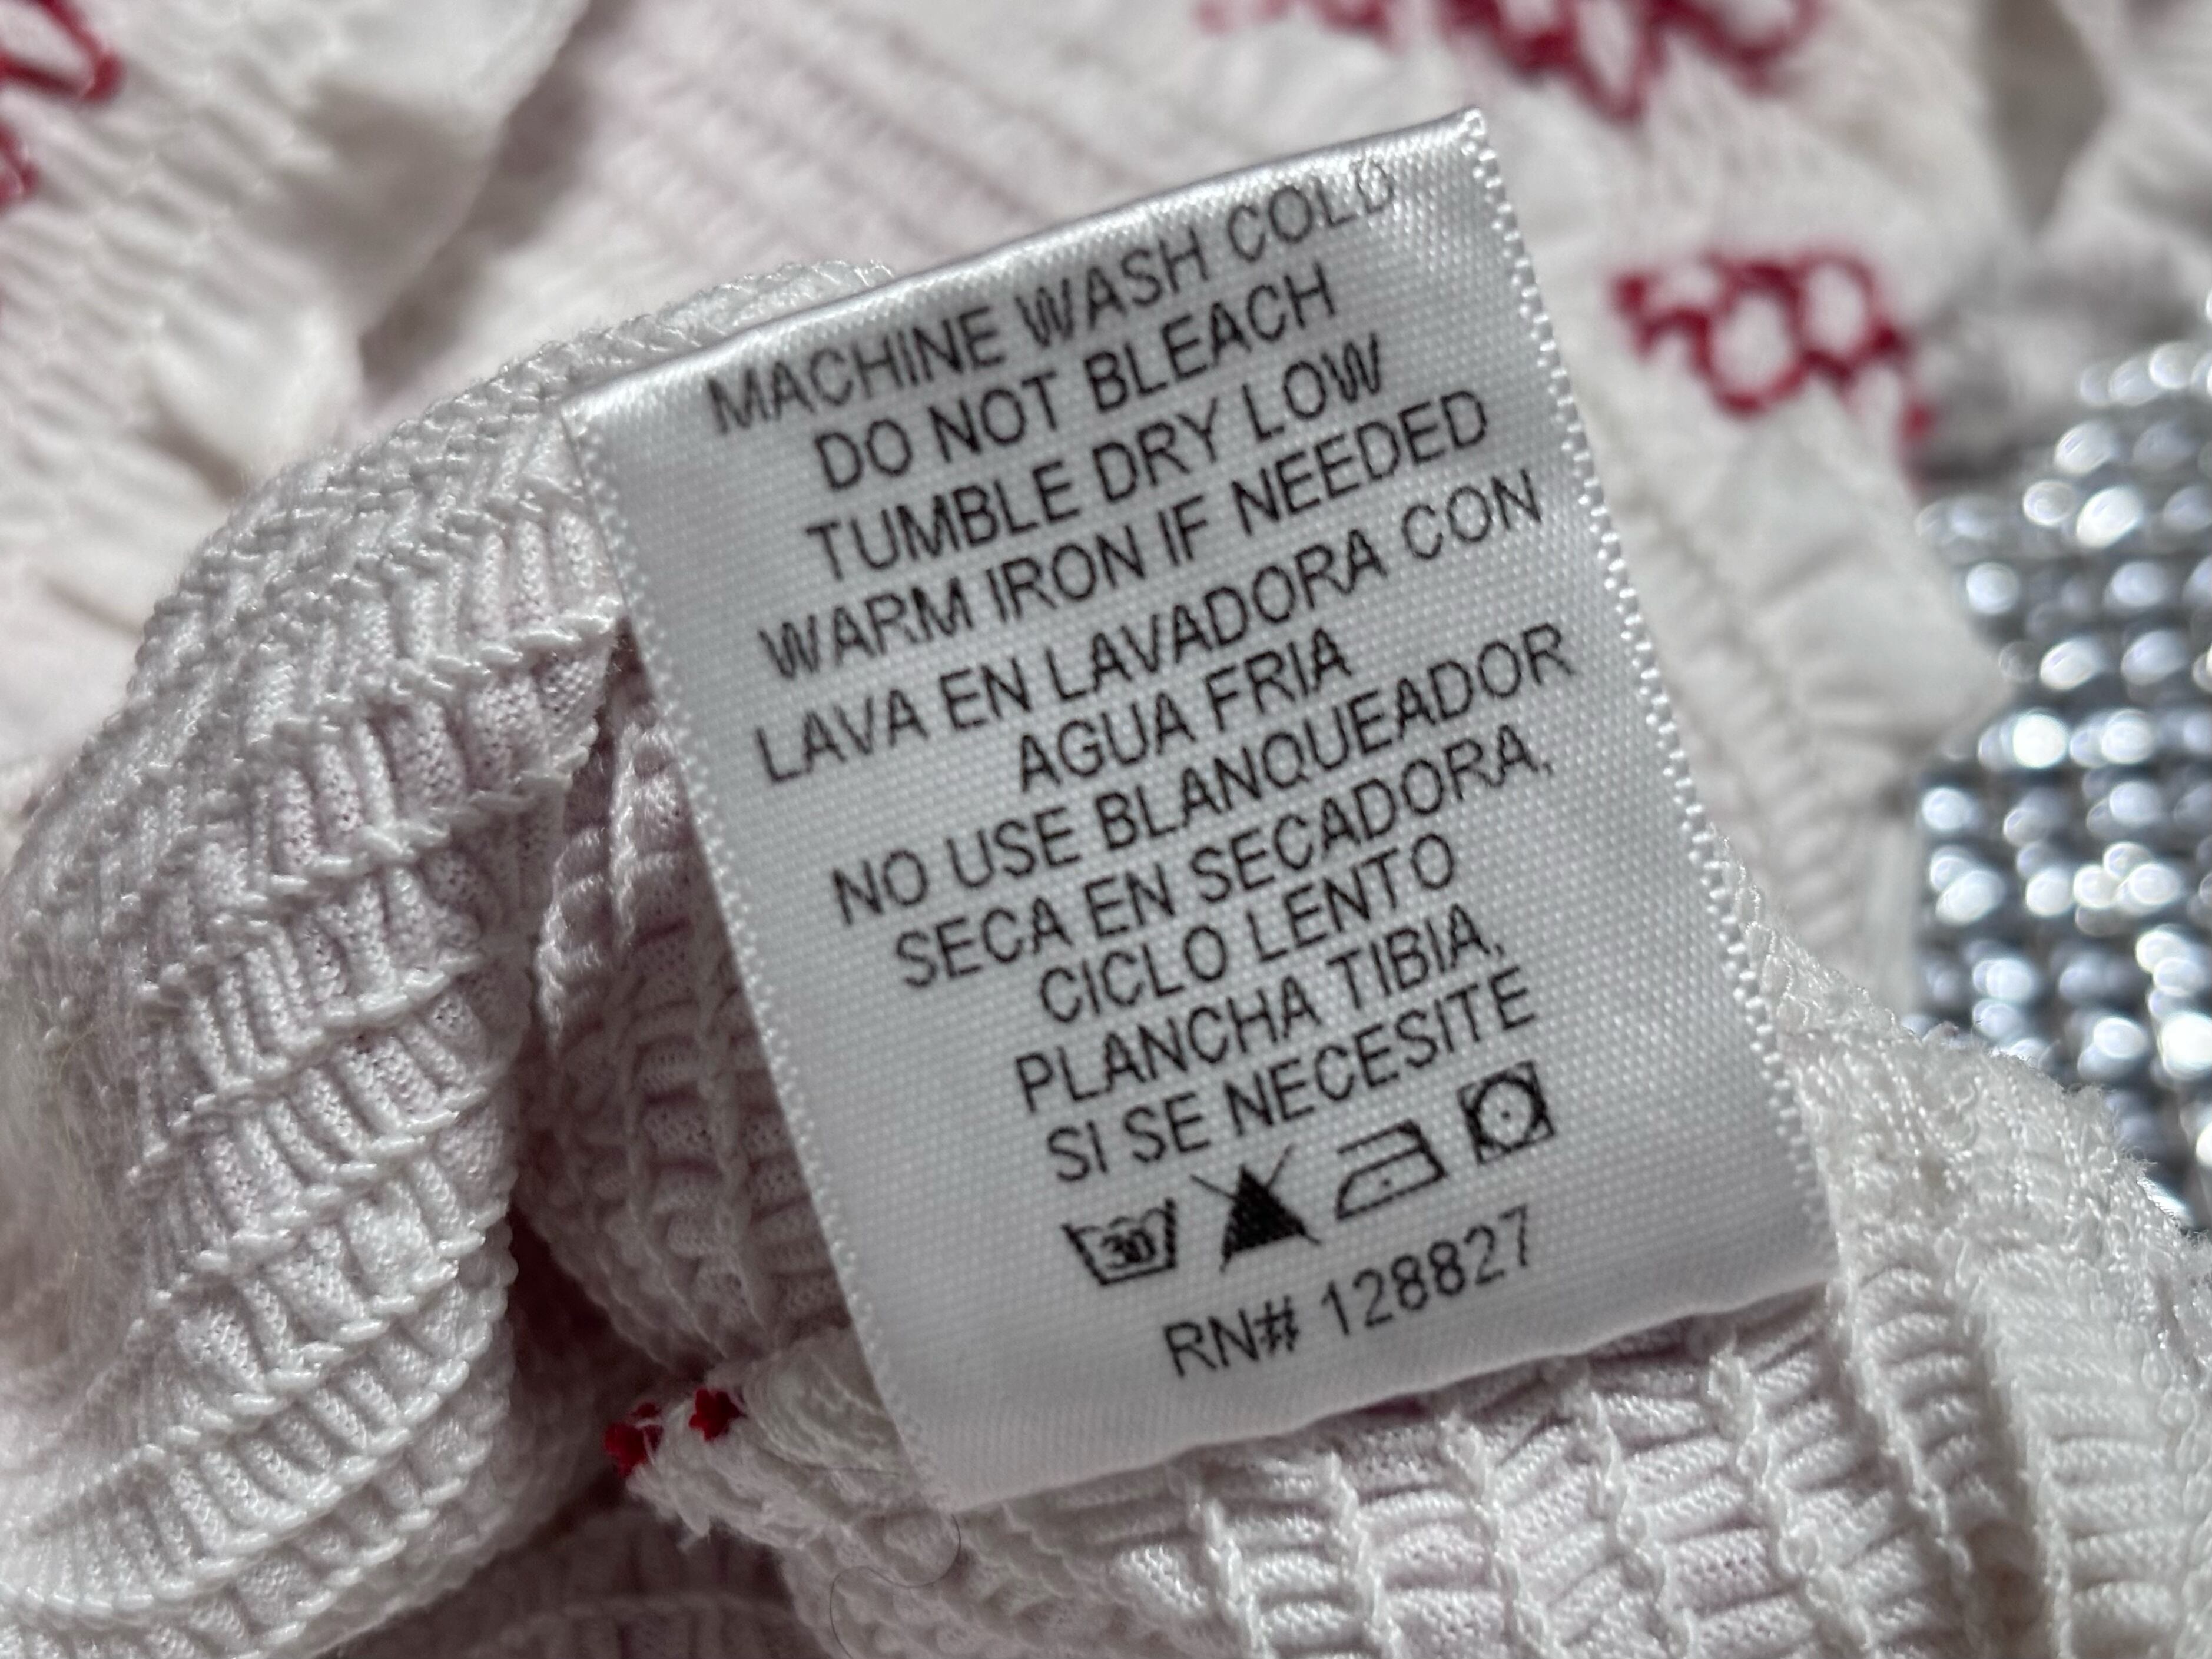 MACHINE WASH COLD
DO NOT BLEACH
TUMBLE DRY LOW
WARM IRON IF NEEDED
LAVA EN LAVADORA CON
AGUA FRIA
NO USE BLANQUEADOR
SECA EN SECADORA,
CICLO LENTO
PLANCHA TIBIA,
SI SE NECESITE
30
RN# 128827